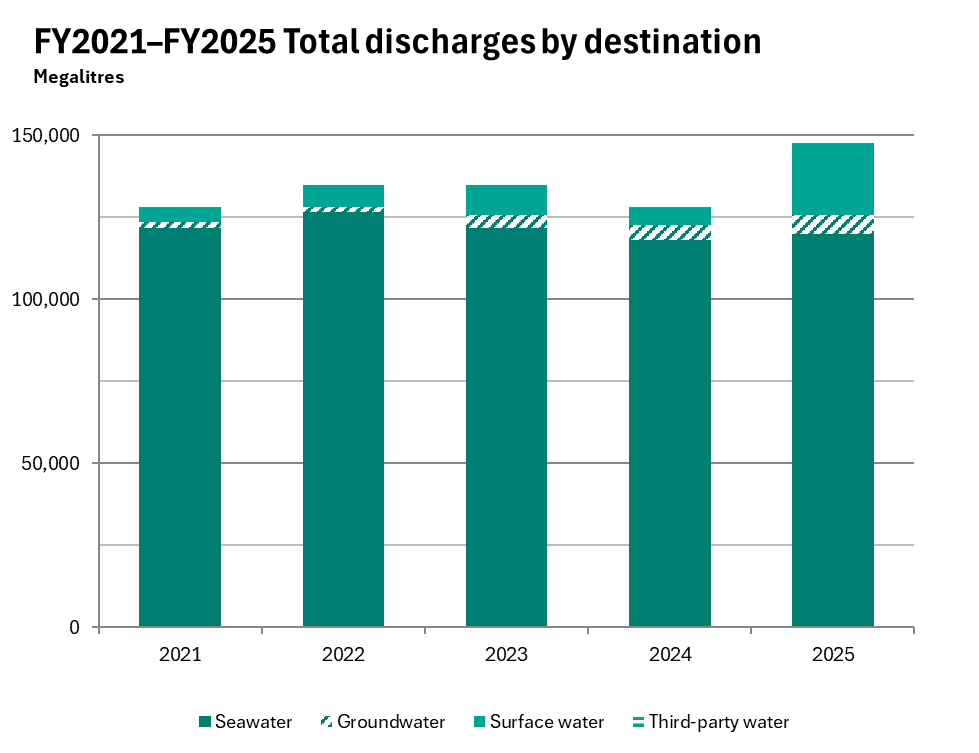 FY2021–FY2025 Total discharges by destination
Megalitres
150,000
100,000
50,000
0
2021 2022 2023 2024 2025
Seawater Groundwater Surface water Third-party water